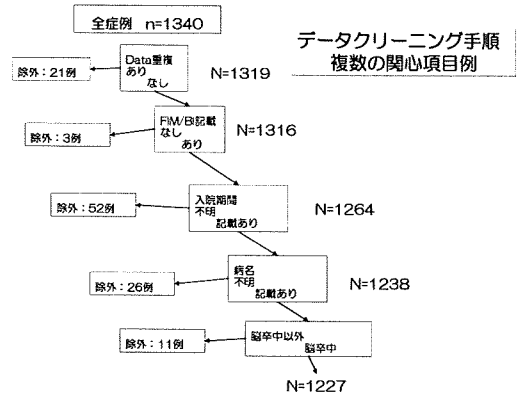 全症例 n=1340
データクリーニング手順
複数の関心項目例
Data重複
あり
なし
除外：21例
N=1319
FIM/BI記載
なし
あり
除外：3例
N=1316
入院期間
不明
記載あり
除外：52例
N=1264
病名
不明
記載あり
除外：26例
N=1238
脳卒中以外
脳卒中
除外：11例
N=1227